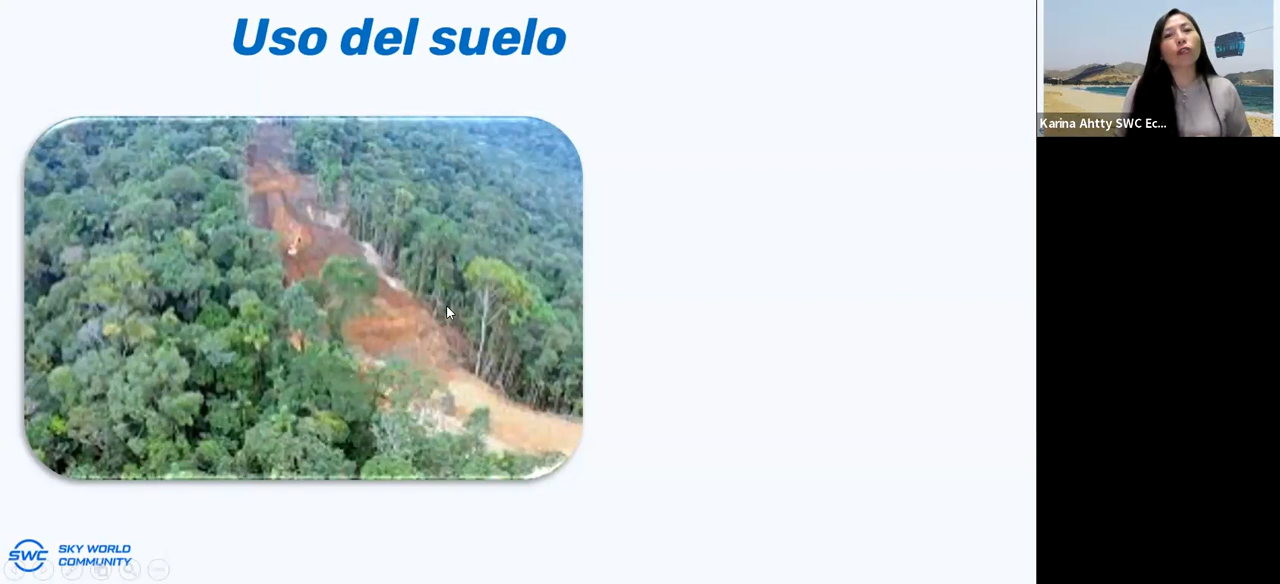 Uso del suelo
Karina Ahtty SWC Ec...
SWC SKY WORLD
COMMUNITY